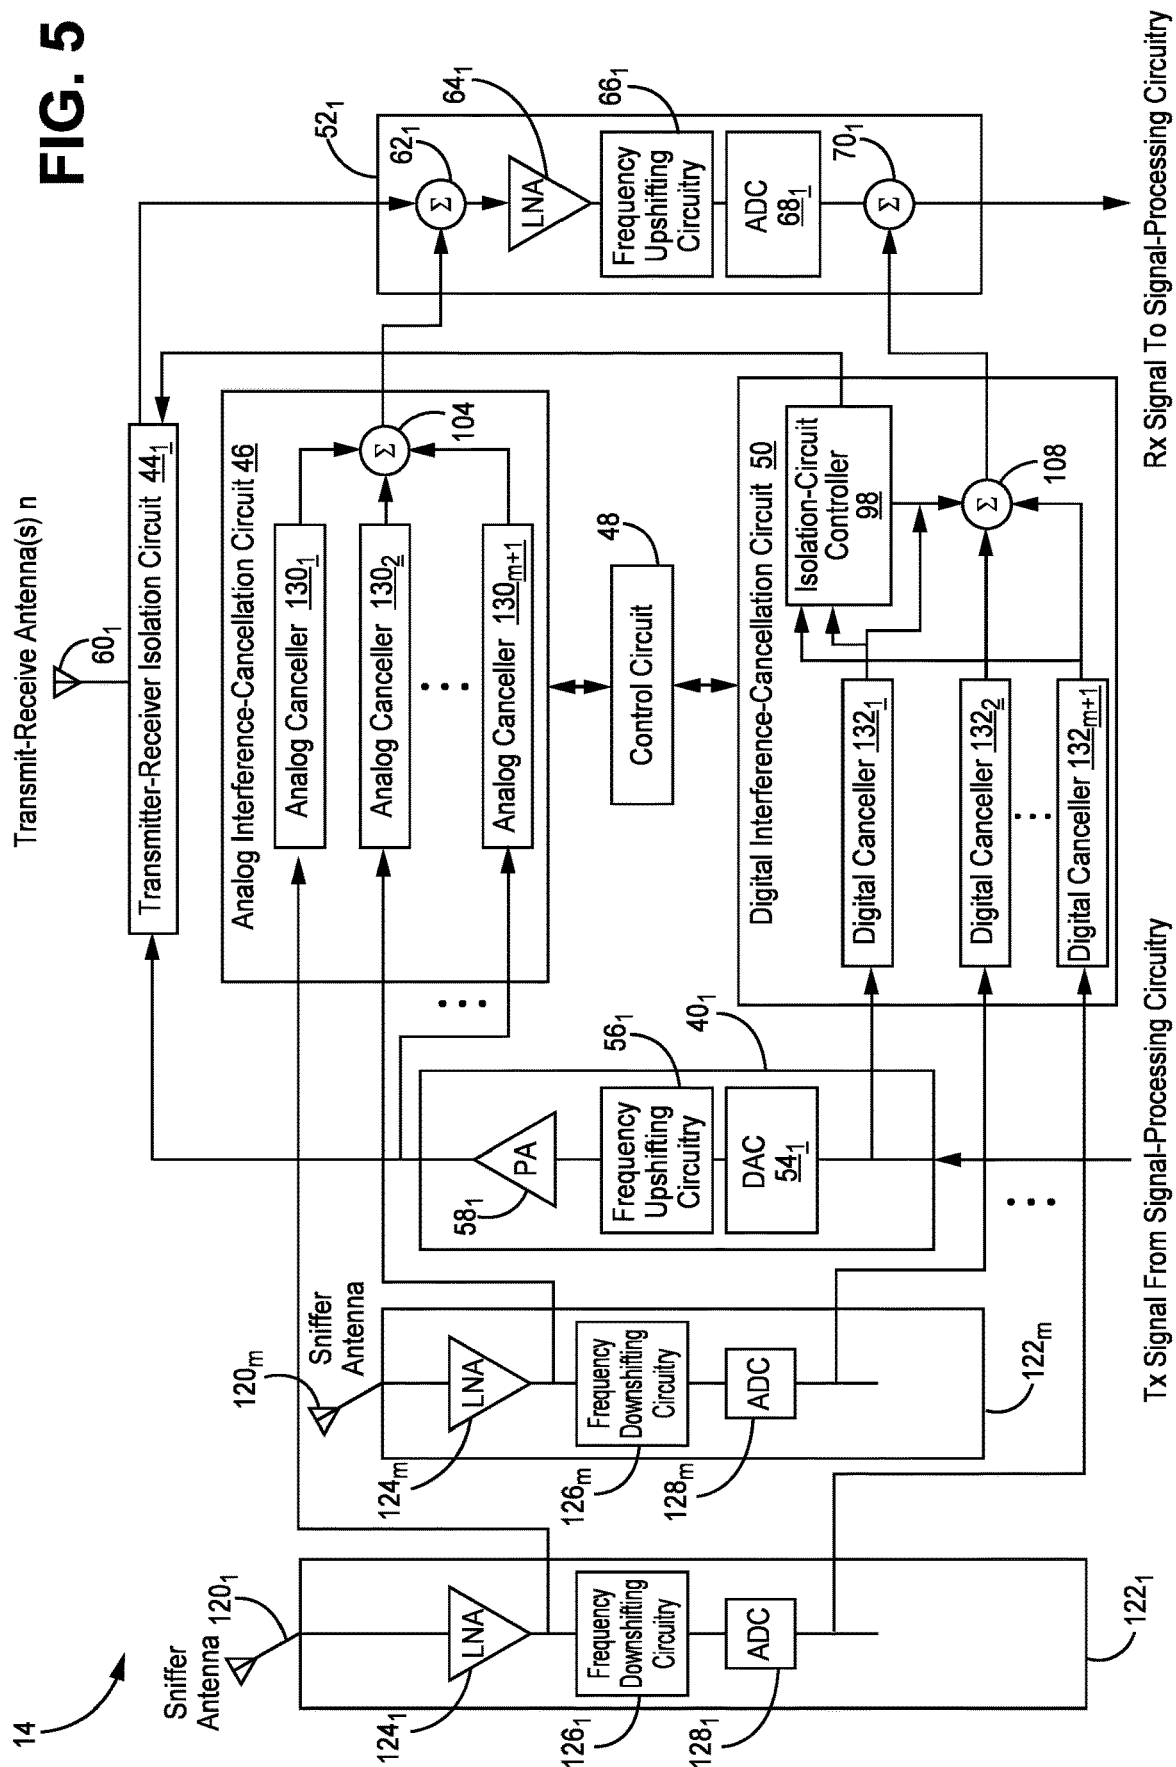 FIG. 5
14
Transmit-Receive Antenna(s) n
60₁
Transmitter-Receiver Isolation Circuit 44₁
Sniffer
Antenna
120₁
Sniffer
Antenna
120ₘ
Analog Interference-Cancellation Circuit 46
Analog Canceller 130₁
Analog Canceller 130₂
Analog Canceller 130ₘ₊₁
Σ
104
52₁
Σ
62₁
LNA
64₁
Frequency
Upshifting
Circuitry
66₁
ADC
68₁
Σ
70₁
LNA
124₁
Frequency
Downshifting
Circuitry
126₁
ADC
128₁
122₁
LNA
124ₘ
Frequency
Downshifting
Circuitry
126ₘ
ADC
128ₘ
122ₘ
PA
58₁
Frequency
Upshifting
Circuitry
56₁
DAC
54₁
40₁
Control Circuit
48
Digital Interference-Cancellation Circuit 50
Isolation-Circuit
Controller
98
Digital Canceller 132₁
Digital Canceller 132₂
Digital Canceller 132ₘ₊₁
Σ
108
Tx Signal From Signal-Processing Circuitry
Rx Signal To Signal-Processing Circuitry